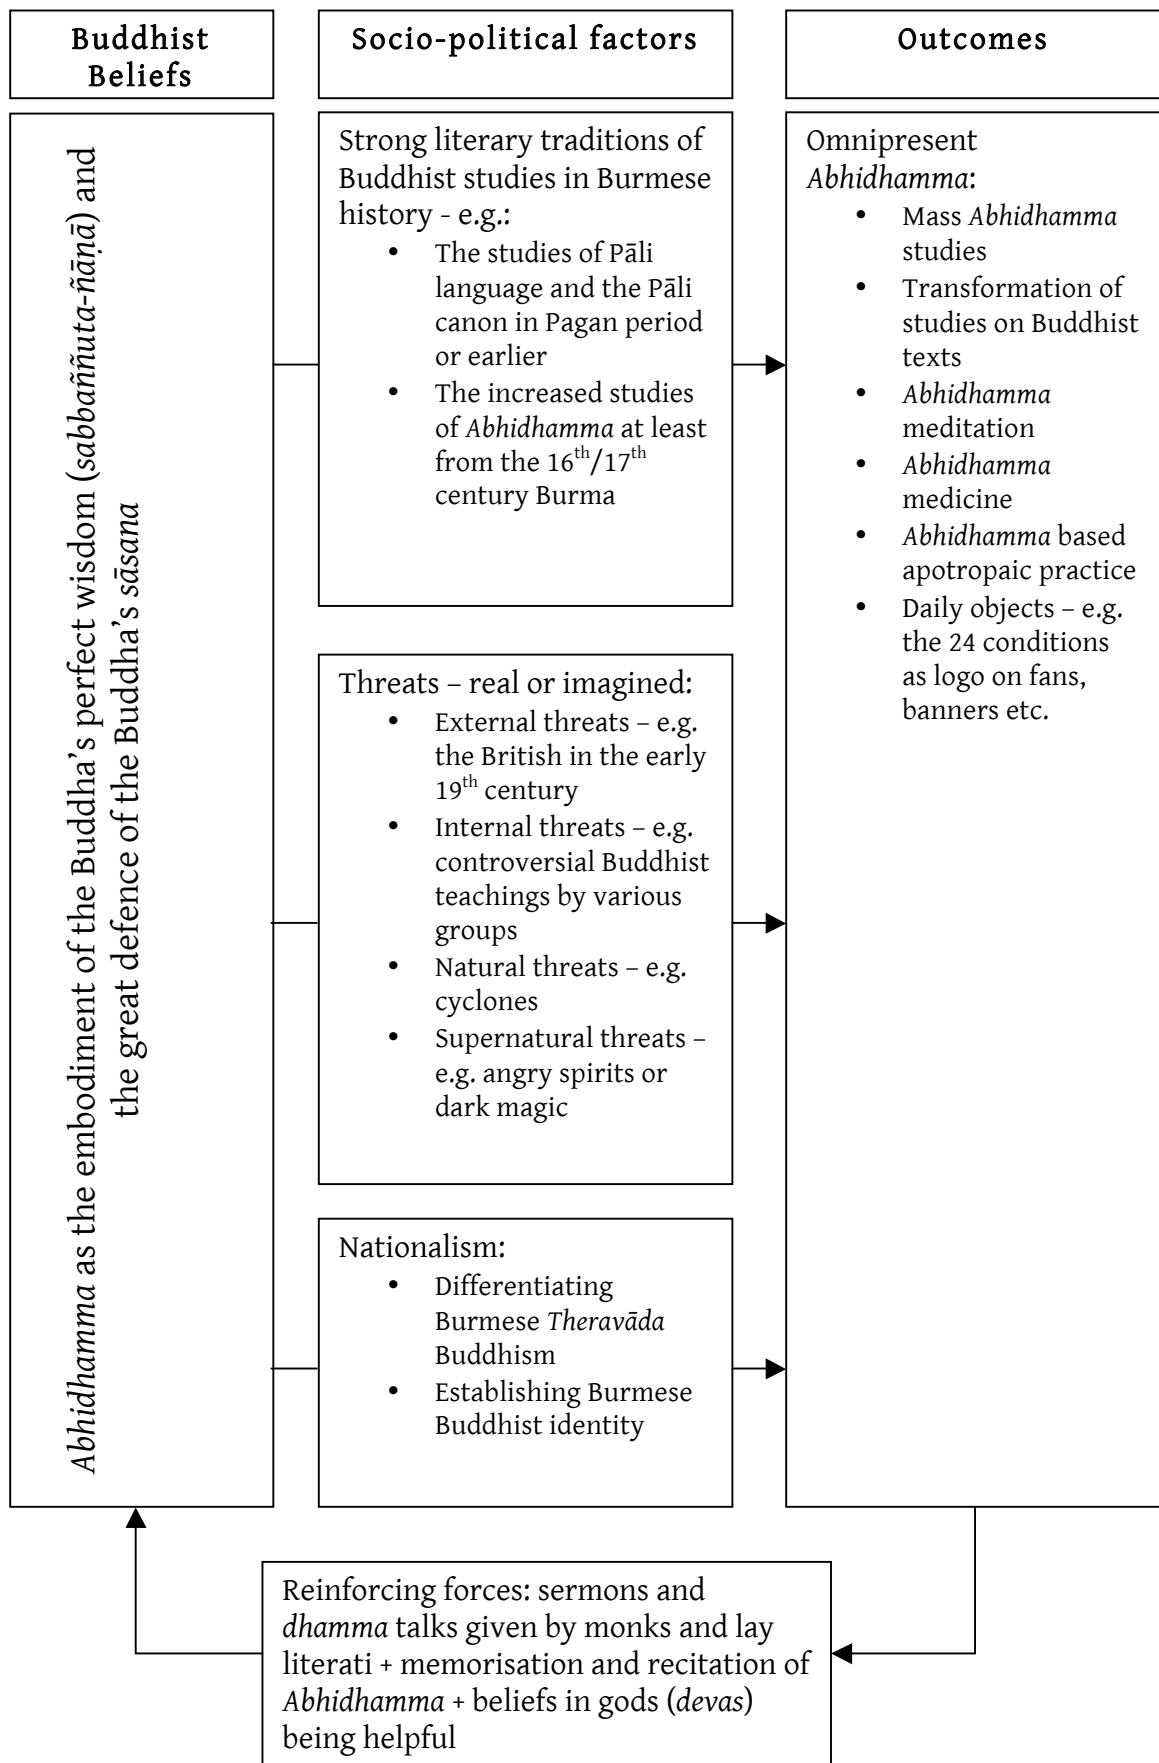 Buddhist
Beliefs
Socio-political factors
Outcomes
Abhidhamma as the embodiment of the Buddha’s perfect wisdom (sabbaññuta-ñāṇā) and
the great defence of the Buddha’s sāsana
Strong literary traditions of
Buddhist studies in Burmese
history - e.g.:
• The studies of Pāli
language and the Pāli
canon in Pagan period
or earlier
• The increased studies
of Abhidhamma at least
from the 16th/17th
century Burma
Threats – real or imagined:
• External threats – e.g.
the British in the early
19th century
• Internal threats – e.g.
controversial Buddhist
teachings by various
groups
• Natural threats – e.g.
cyclones
• Supernatural threats –
e.g. angry spirits or
dark magic
Nationalism:
• Differentiating
Burmese Theravāda
Buddhism
• Establishing Burmese
Buddhist identity
Omnipresent
Abhidhamma:
• Mass Abhidhamma
studies
• Transformation of
studies on Buddhist
texts
• Abhidhamma
meditation
• Abhidhamma
medicine
• Abhidhamma based
apotropaic practice
• Daily objects – e.g.
the 24 conditions
as logo on fans,
banners etc.
Reinforcing forces: sermons and
dhamma talks given by monks and lay
literati + memorisation and recitation of
Abhidhamma + beliefs in gods (devas)
being helpful